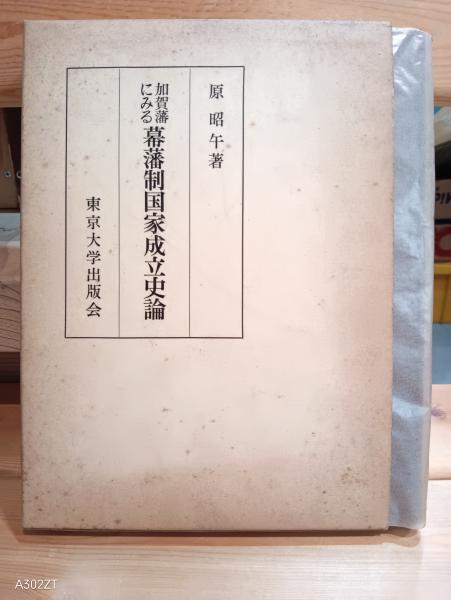 原 昭午著
加賀藩
にみる
幕藩制国家成立史論
東京大学出版会
A302ZT